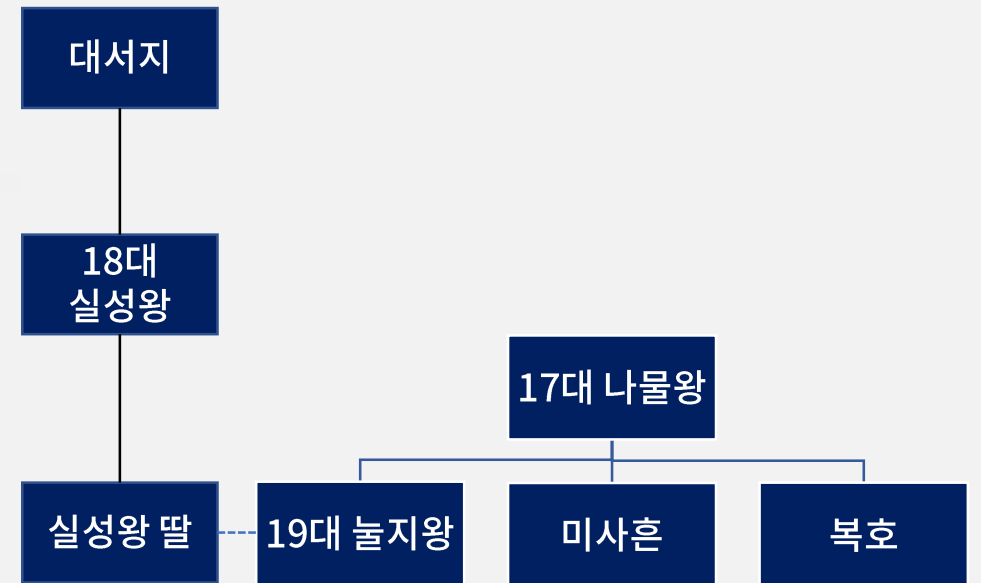 대서지
18대
실성왕
17대 나물왕
실성왕 딸
19대 눌지왕
미사흔
복호